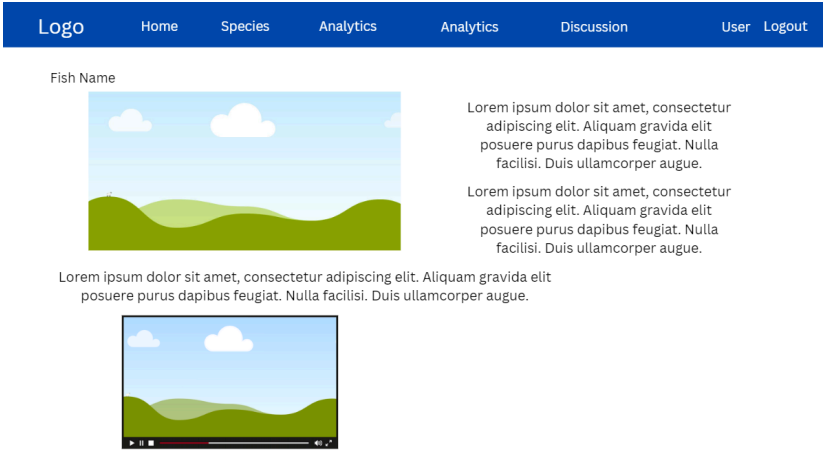 Logo Home Species Analytics Analytics Discussion User Logout
Fish Name
Lorem ipsum dolor sit amet, consectetur
adipiscing elit. Aliquam gravida elit
posuere purus dapibus feugiat. Nulla
facilisi. Duis ullamcorper augue.
Lorem ipsum dolor sit amet, consectetur
adipiscing elit. Aliquam gravida elit
posuere purus dapibus feugiat. Nulla
facilisi. Duis ullamcorper augue.
Lorem ipsum dolor sit amet, consectetur adipiscing elit. Aliquam gravida elit
posuere purus dapibus feugiat. Nulla facilisi. Duis ullamcorper augue.